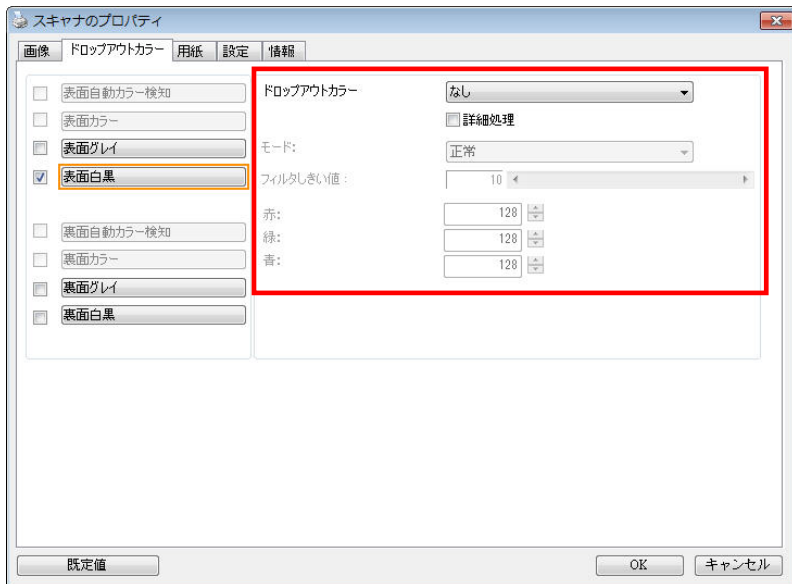 スキャナのプロパティ
画像 ドロップアウトカラー 用紙 設定 情報
表面自動カラー検知
表面カラー
表面グレイ
表面白黒
裏面自動カラー検知
裏面カラー
裏面グレイ
裏面白黒
ドロップアウトカラー なし
詳細処理
モード: 正常
フィルタしきい値: 10
赤: 128
緑: 128
青: 128
既定値 OK キャンセル